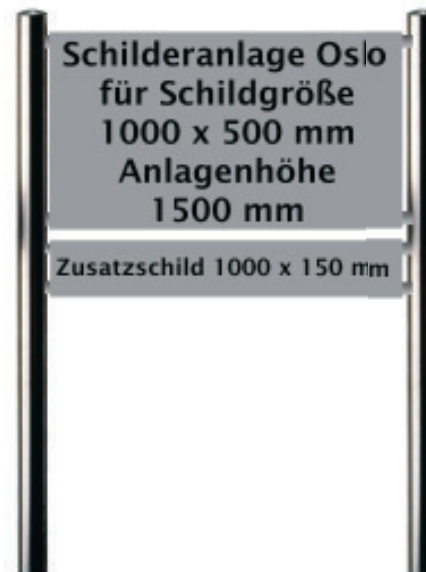 Schilderanlage Oslo
für Schildgröße
1000 x 500 mm
Anlagenhöhe
1500 mm
Zusatzschild 1000 x 150 mm